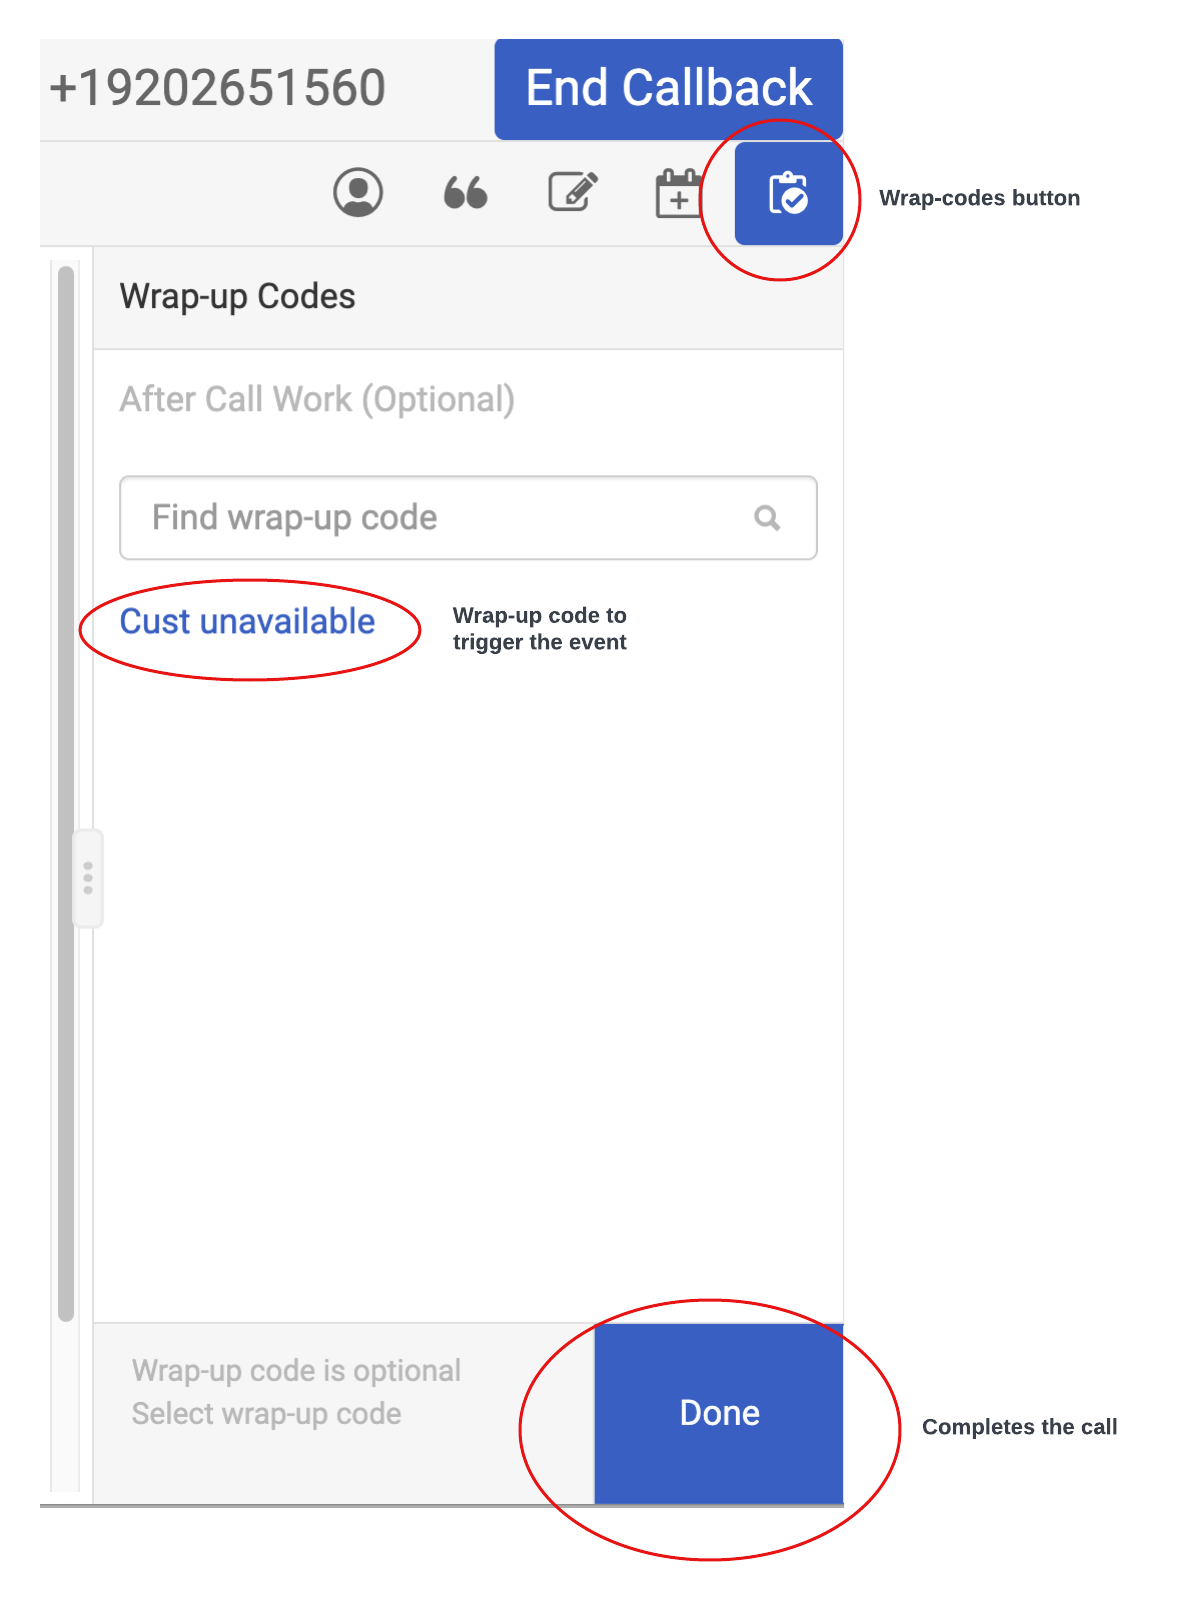 +19202651560
End Callback
Wrap-codes button
Wrap-up Codes
After Call Work (Optional)
Find wrap-up code
Cust unavailable
Wrap-up code to
trigger the event
Wrap-up code is optional
Select wrap-up code
Done
Completes the call